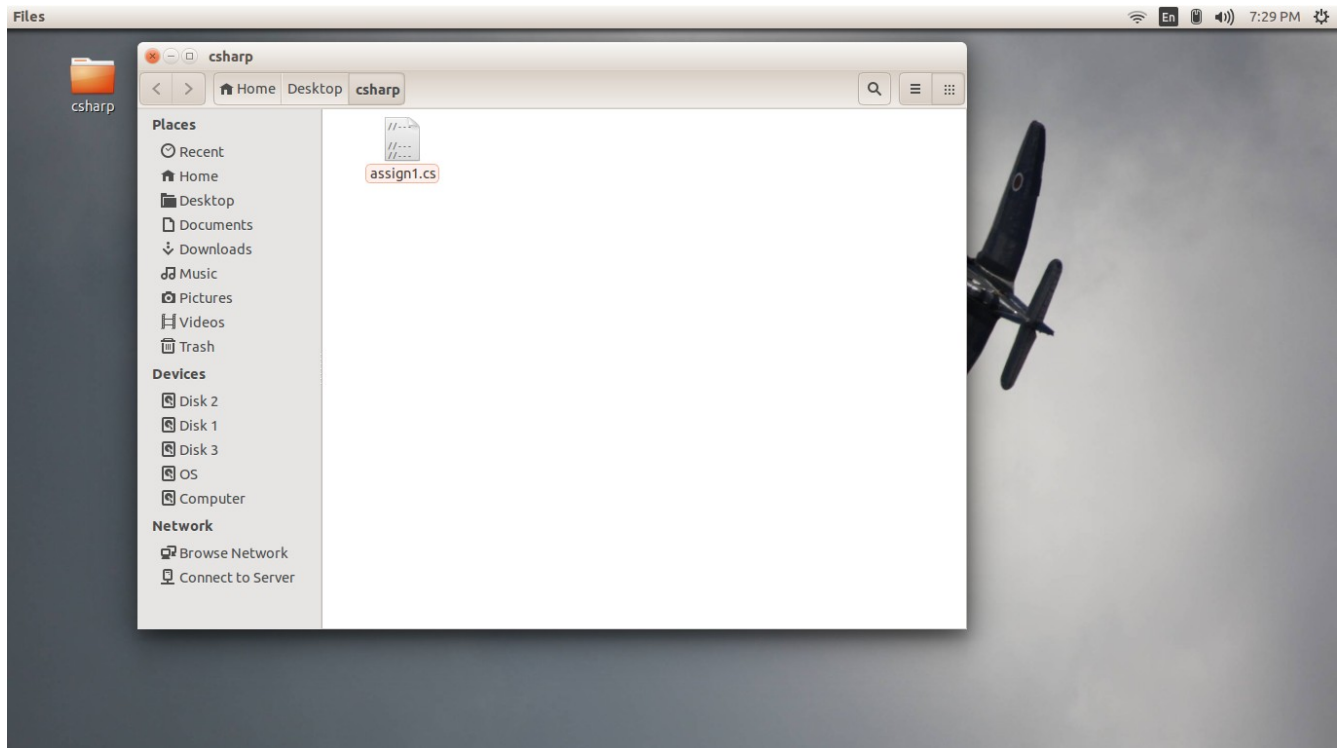 Files
En
7:29 PM
csharp
csharp
Home Desktop csharp
Places
Recent
Home
Desktop
Documents
Downloads
Music
Pictures
Videos
Trash
Devices
Disk 2
Disk 1
Disk 3
OS
Computer
Network
Browse Network
Connect to Server
//---
//---
//---
assign1.cs